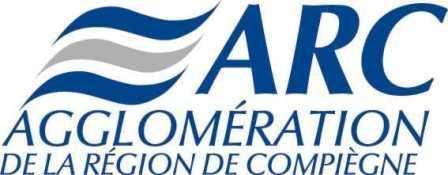 ARC
AGGLOMÉRATION
DE LA RÉGION DE COMPIÈGNE